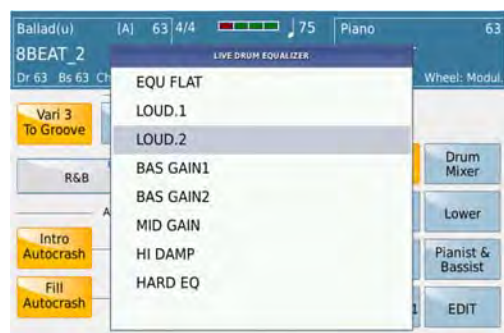 Ballad(u) [A] 63 4/4 75 Piano 63
8BEAT_2
Dr 63 Bs 63 Ch Wheel: Modul.
LIVE DRUM EQUALIZER
EQU FLAT
LOUD.1
LOUD.2
BAS GAIN1
BAS GAIN2
MID GAIN
HI DAMP
HARD EQ
Vari 3
To Groove
R&B
A
Intro
Autocrash
Fill
Autocrash
Drum
Mixer
Lower
Pianist &
Bassist
1
EDIT